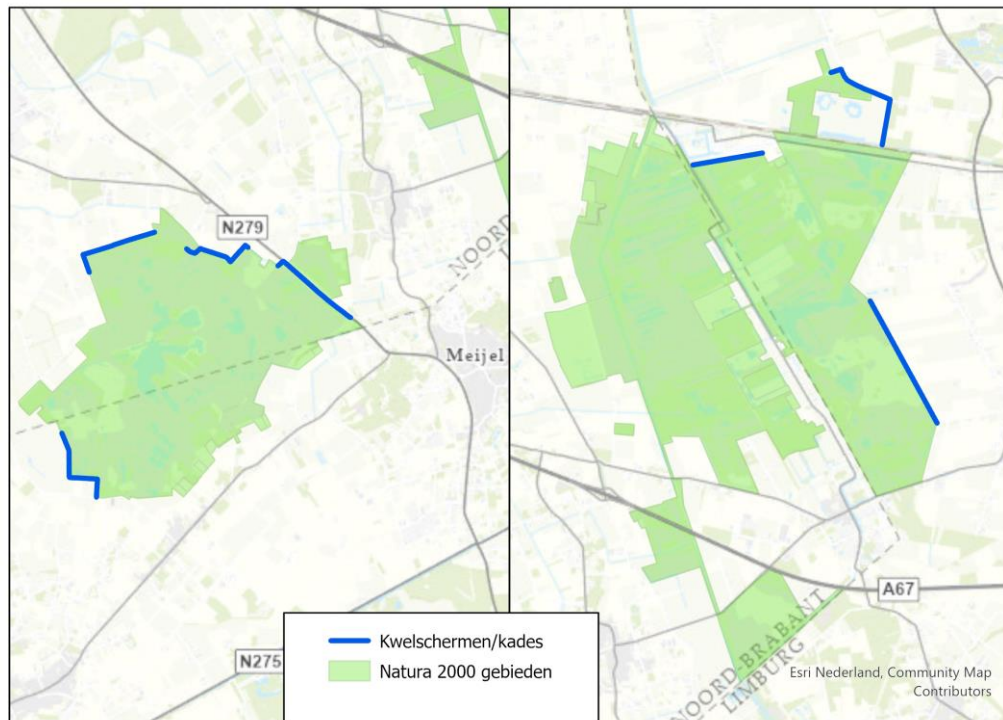 N279
NOORD
L
Meijel
N275
A67
NOORD-BRABANT
LIMBURG
Kwelschermen/kades
Natura 2000 gebieden
Esri Nederland, Community Map
Contributors